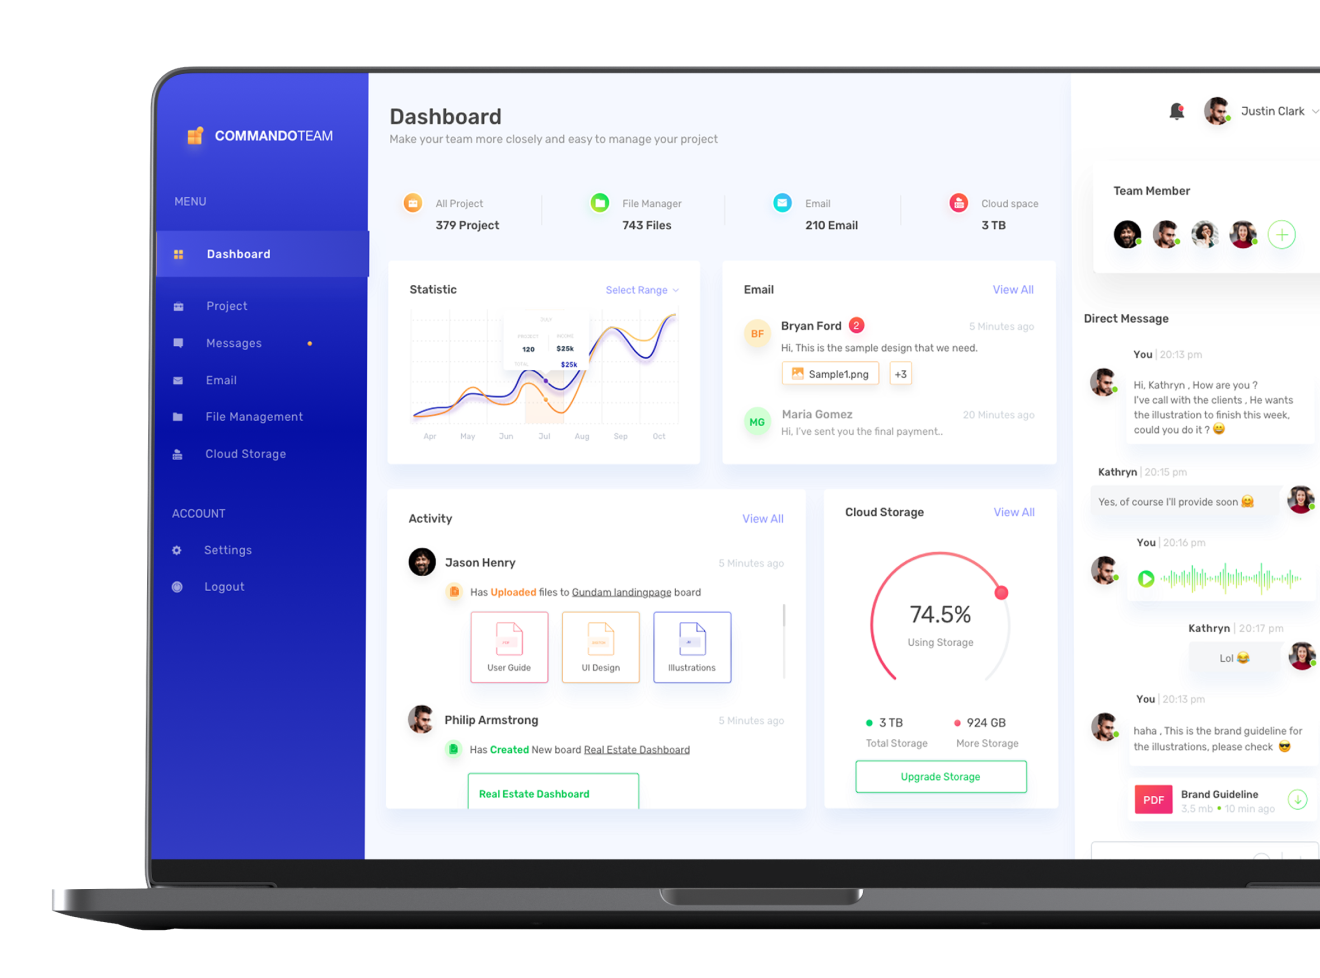 COMMANDOTEAM
MENU
Dashboard
Project
Messages
Email
File Management
Cloud Storage
ACCOUNT
Settings
Logout
Dashboard
Make your team more closely and easy to manage your project
All Project
379 Project
File Manager
743 Files
Email
210 Email
Cloud space
3 TB
Statistic
Select Range
JULY
PROJECT
INCOME
120
$25k
TOTAL
$25k
Apr
May
Jun
Jul
Aug
Sep
Oct
Email
View All
BF
Bryan Ford 2
5 Minutes ago
Hi, This is the sample design that we need.
Sample1.png
+3
MG
Maria Gomez
20 Minutes ago
Hi, I've sent you the final payment..
Activity
View All
Jason Henry
5 Minutes ago
Has Uploaded files to Gundam landingpage board
User Guide
UI Design
Illustrations
Philip Armstrong
5 Minutes ago
Has Created New board Real Estate Dashboard
Real Estate Dashboard
Cloud Storage
View All
74.5%
Using Storage
3 TB
Total Storage
924 GB
More Storage
Upgrade Storage
Justin Clark
Team Member
Direct Message
You | 20:13 pm
Hi, Kathryn , How are you ?
I've call with the clients , He wants
the illustration to finish this week,
could you do it ? 😄
Kathryn | 20:15 pm
Yes, of course I'll provide soon 🤗
You | 20:16 pm
Kathryn | 20:17 pm
Lol 😂
You | 20:13 pm
haha , This is the brand guideline for
the illustrations, please check 😎
PDF
Brand Guideline
3.5 mb • 10 min ago